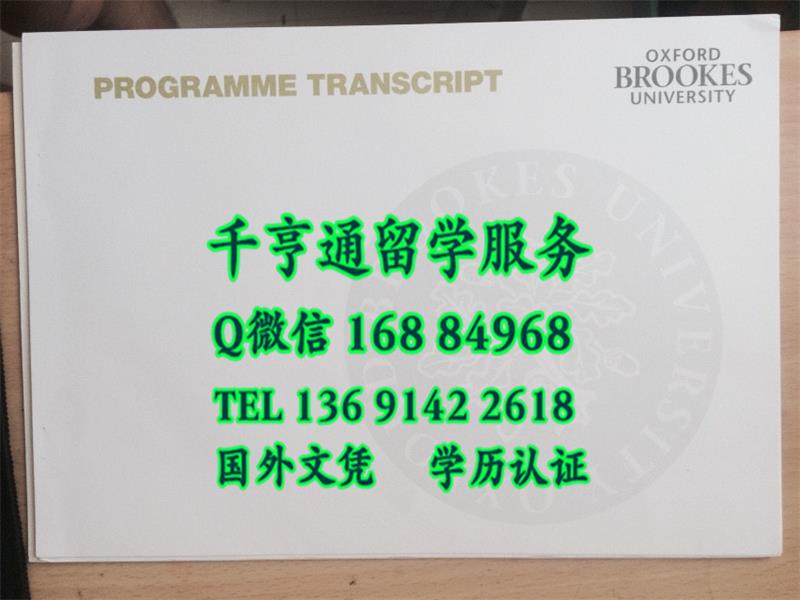 PROGRAMME TRANSCRIPT
OXFORD
BROOKES
UNIVERSITY
千亨通留学服务
Q微信 168 84968
TEL 136 9142 2618
国外文凭 学历认证